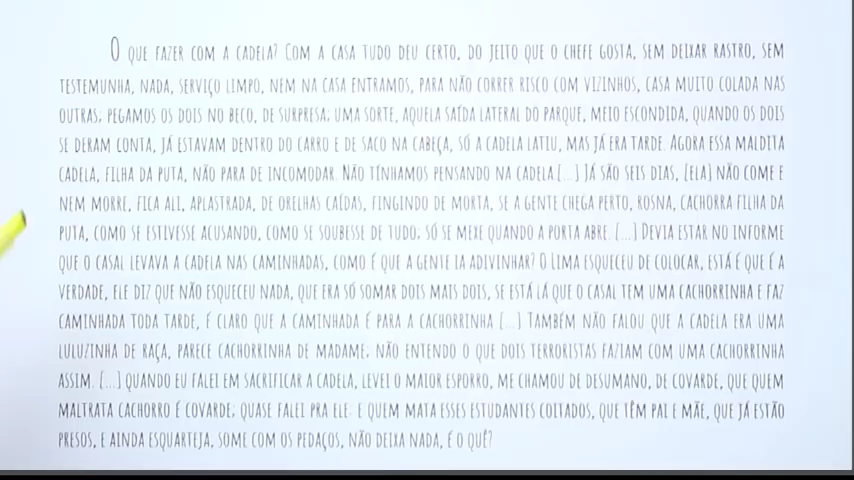 O QUE FAZER COM A CADELA? COM A CASA TUDO DEU CERTO, DO JEITO QUE O CHEFE GOSTA, SEM DEIXAR RASTRO, SEM
TESTEMUNHA, NADA, SERVIÇO LIMPO, NEM NA CASA ENTRAMOS, PARA NÃO CORRER RISCO COM VIZINHOS, CASA MUITO COLADA NAS
OUTRAS; PEGAMOS OS DOIS NO BECO, DE SURPRESA; UMA SORTE, AQUELA SAÍDA LATERAL DO PARQUE, MEIO ESCONDIDA, QUANDO OS DOIS
SE DERAM CONTA, JÁ ESTAVAM DENTRO DO CARRO E DE SACO NA CABEÇA, SÓ A CADELA LATIU, MAS JÁ ERA TARDE. AGORA ESSA MALDITA
CADELA, FILHA DA PUTA, NÃO PARA DE INCOMODAR. NÃO TÍNHAMOS PENSANDO NA CADELA.[...] JÁ SÃO SEIS DIAS, [ELA] NÃO COME E
NEM MORRE, FICA ALI, APLASTRADA, DE ORELHAS CAÍDAS, FINGINDO DE MORTA, SE A GENTE CHEGA PERTO, ROSNA, CACHORRA FILHA DA
PUTA, COMO SE ESTIVESSE ACUSANDO, COMO SE SOUBESSE DE TUDO; SÓ SE MEXE QUANDO A PORTA ABRE. [...] DEVIA ESTAR NO INFORME
QUE O CASAL LEVAVA A CADELA NAS CAMINHADAS, COMO É QUE A GENTE IA ADIVINHAR? O LIMA ESQUECEU DE COLOCAR, ESTÁ É QUE É A
VERDADE, ELE DIZ QUE NÃO ESQUECEU NADA, QUE ERA SÓ SOMAR DOIS MAIS DOIS, SE ESTÁ LÁ QUE O CASAL TEM UMA CACHORRINHA E FAZ
CAMINHADA TODA TARDE, É CLARO QUE A CAMINHADA É PARA A CACHORRINHA [...] TAMBÉM NÃO FALOU QUE A CADELA ERA UMA
LULUZINHA DE RAÇA, PARECE CACHORRINHA DE MADAME; NÃO ENTENDO O QUE DOIS TERRORISTAS FAZIAM COM UMA CACHORRINHA
ASSIM. [...] QUANDO EU FALEI EM SACRIFICAR A CADELA, LEVEI O MAIOR ESPORRO, ME CHAMOU DE DESUMANO, DE COVARDE, QUE QUEM
MALTRATA CACHORRO É COVARDE; QUASE FALEI PRA ELE: E QUEM MATA ESSES ESTUDANTES COITADOS, QUE TÊM PAI E MÃE, QUE JÁ ESTÃO
PRESOS, E AINDA ESQUARTEJA, SOME COM OS PEDAÇOS, NÃO DEIXA NADA, É O QUÊ?